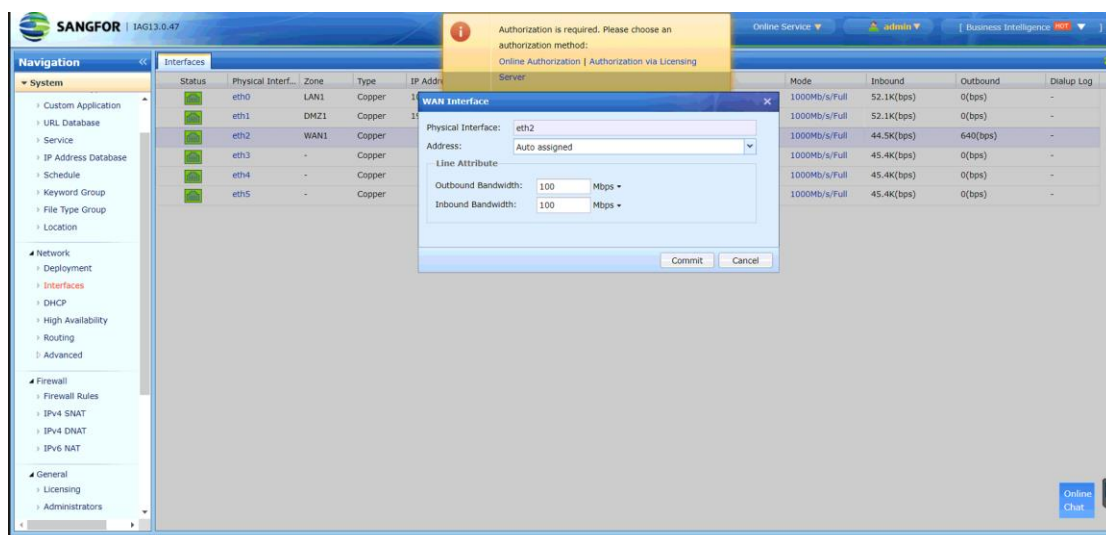 SANGFOR | IAG13.0.47
Online Service
admin
[ Business Intelligence HOT ]
Authorization is required. Please choose an
authorization method:
Online Authorization | Authorization via Licensing
Server
Navigation
Interfaces
System
Custom Application
URL Database
Service
IP Address Database
Schedule
Keyword Group
File Type Group
Location
Network
Deployment
Interfaces
DHCP
High Availability
Routing
Advanced
Firewall
Firewall Rules
IPv4 SNAT
IPv4 DNAT
IPv6 NAT
General
Licensing
Administrators
Status Physical Interf... Zone Type IP Mode Inbound Outbound Dialup Log
eth0 LAN1 Copper 1000Mb/s/Full 52.1K(bps) 0(bps) -
eth1 DMZ1 Copper 1000Mb/s/Full 52.1K(bps) 0(bps) -
eth2 WAN1 Copper 1000Mb/s/Full 44.5K(bps) 640(bps) -
eth3 - Copper 1000Mb/s/Full 45.4K(bps) 0(bps) -
eth4 - Copper 1000Mb/s/Full 45.4K(bps) 0(bps) -
eth5 - Copper 1000Mb/s/Full 45.4K(bps) 0(bps) -
WAN Interface
Physical Interface: eth2
Address: Auto assigned
Line Attribute
Outbound Bandwidth: 100 Mbps
Inbound Bandwidth: 100 Mbps
Commit Cancel
Online
Chat